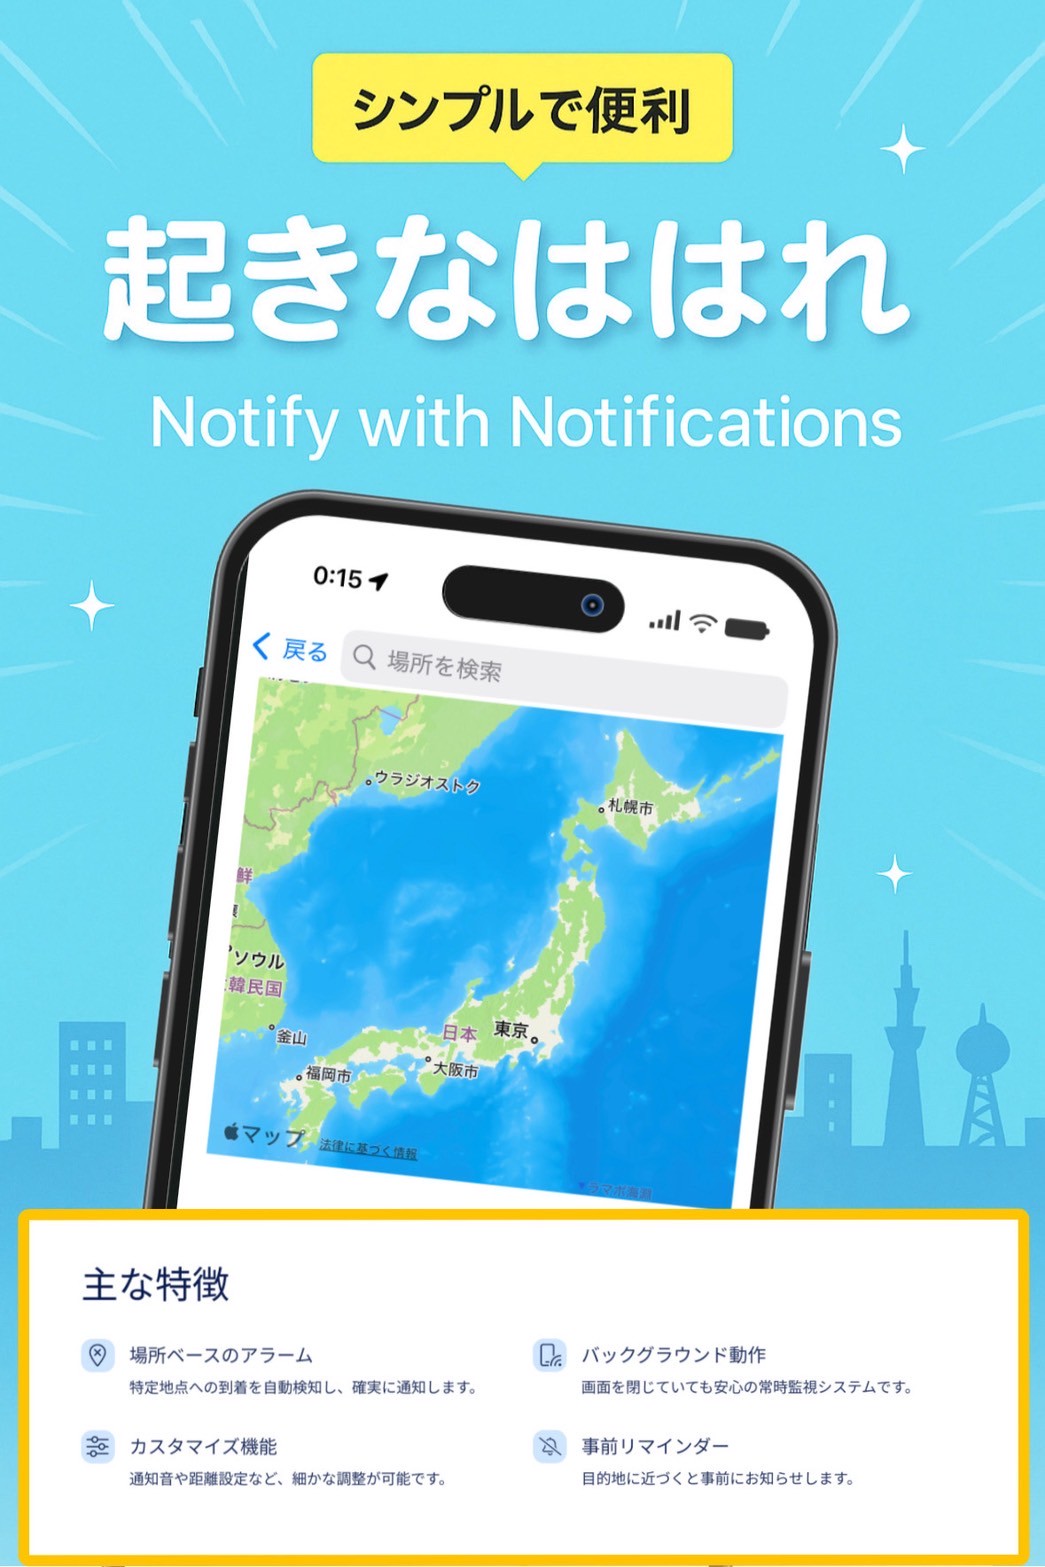 シンプルで便利
起きなははれ
Notify with Notifications
0:15
戻る
場所を検索
ウラジオストク
札幌市
鮮
ソウル
韓民国
釜山
日本
東京
福岡市
大阪市
マップ
法律に基づく情報
主な特徴
場所ベースのアラーム
特定地点への到着を自動検知し、確実に通知します。
バックグラウンド動作
画面を閉じていても安心の常時監視システムです。
カスタマイズ機能
通知音や距離設定など、細かな調整が可能です。
事前リマインダー
目的地に近づくと事前にお知らせします。